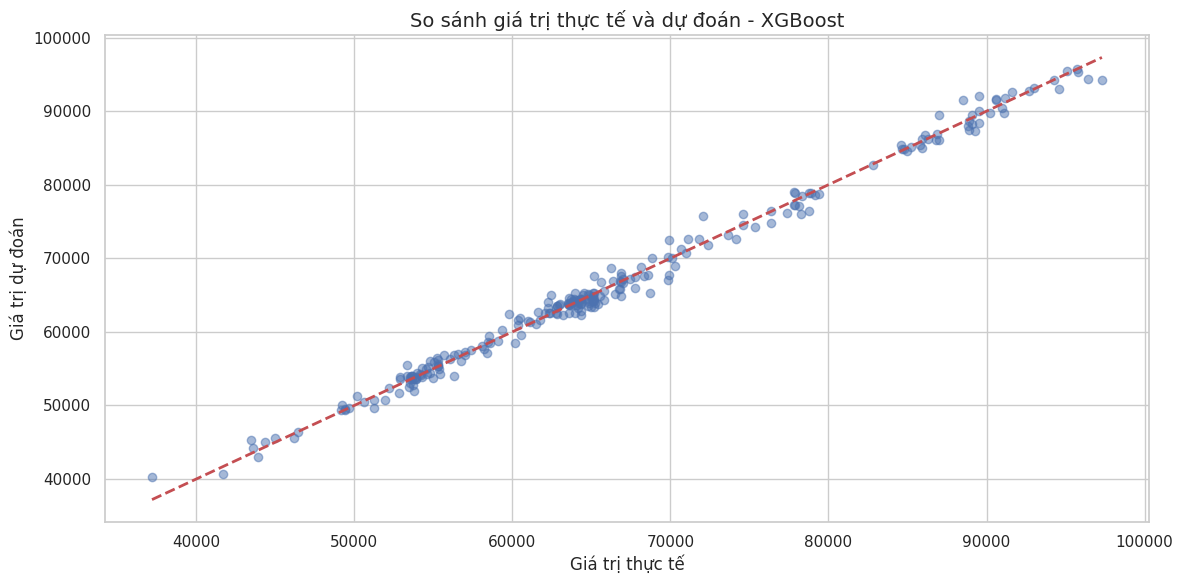 So sánh giá trị thực tế và dự đoán - XGBoost
100000
90000
80000
70000
60000
50000
40000
Giá trị dự đoán
40000 50000 60000 70000 80000 90000 100000
Giá trị thực tế